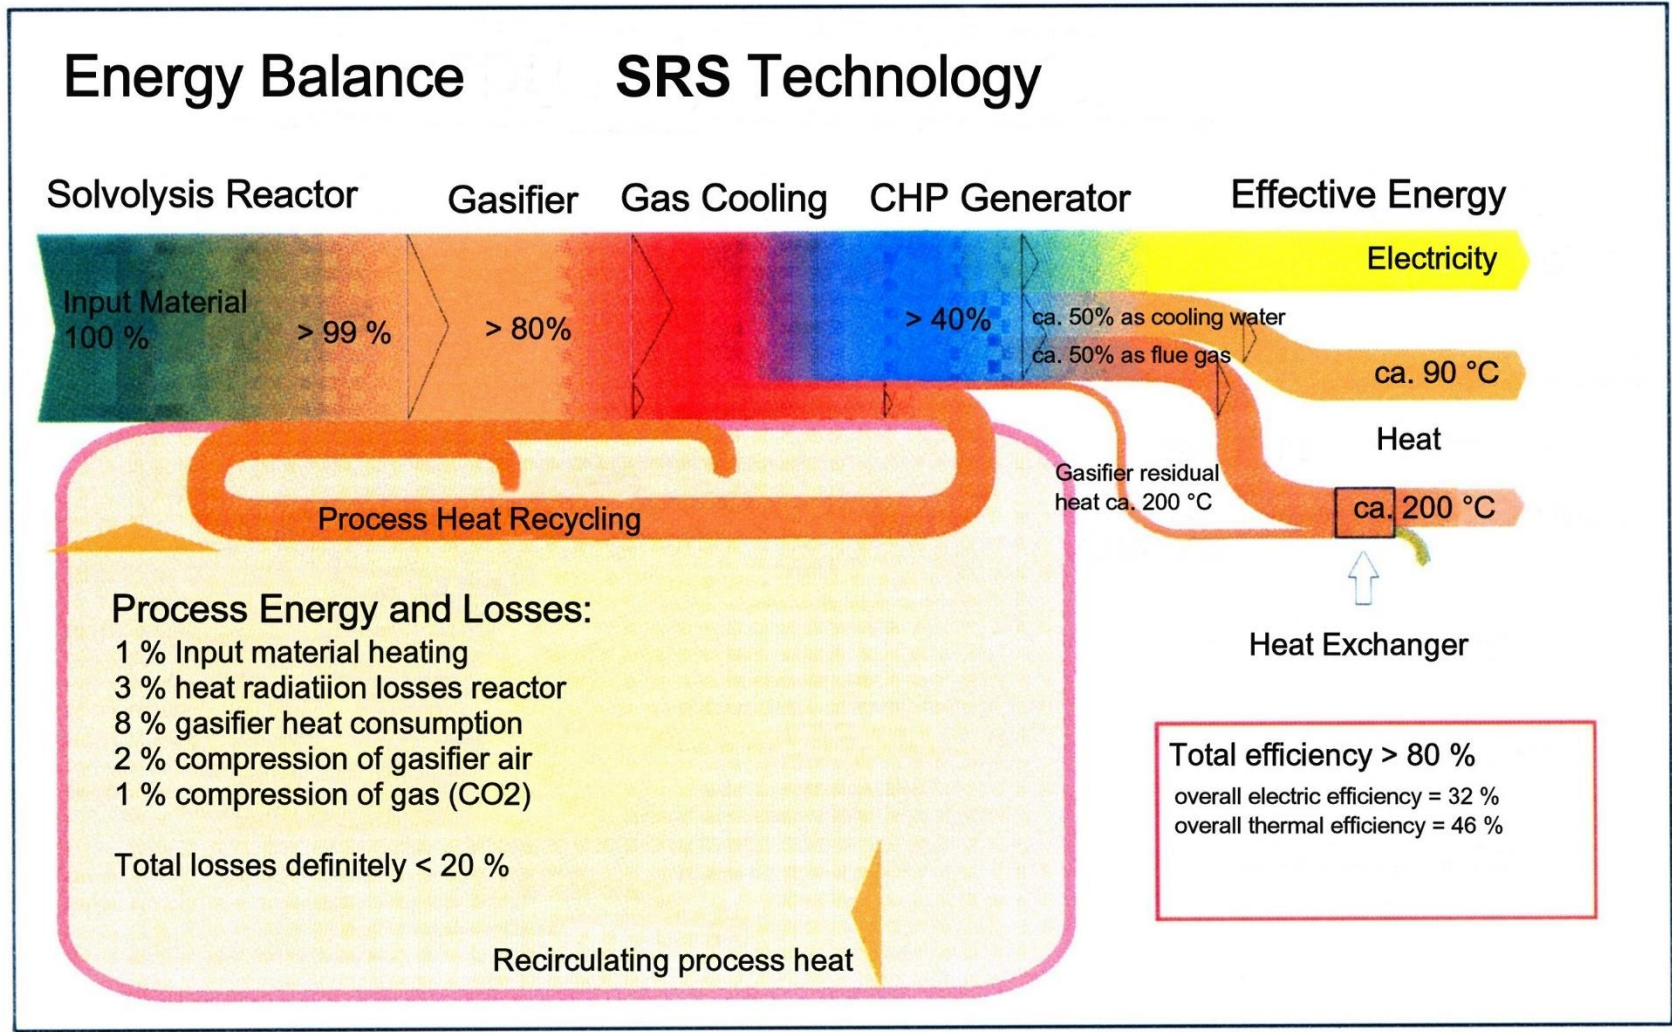 Energy Balance SRS Technology
Solvolysis Reactor Gasifier Gas Cooling CHP Generator Effective Energy
Input Material
100 %
> 99 %
> 80%
> 40%
Electricity
ca. 50% as cooling water
ca. 50% as flue gas
ca. 90 °C
Heat
Gasifier residual
heat ca. 200 °C
ca. 200 °C
Heat Exchanger
Process Heat Recycling
Process Energy and Losses:
1 % Input material heating
3 % heat radiatiion losses reactor
8 % gasifier heat consumption
2 % compression of gasifier air
1 % compression of gas (CO2)
Total losses definitely < 20 %
Recirculating process heat
Total efficiency > 80 %
overall electric efficiency = 32 %
overall thermal efficiency = 46 %